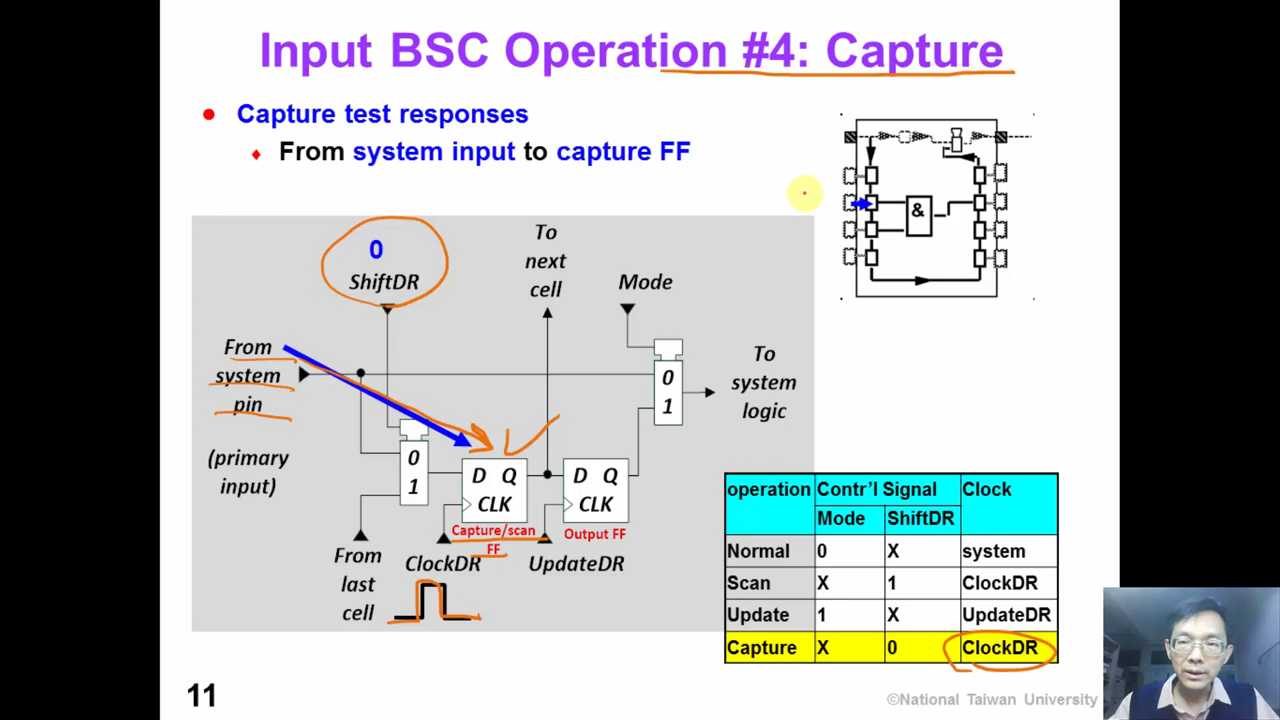 Input BSC Operation #4: Capture
• Capture test responses
♦ From system input to capture FF
&
0
ShiftDR
To
next
cell
Mode
From
system
pin
(primary
input)
0
1
To
system
logic
0
1
D Q
CLK
Capture/scan
FF
D Q
CLK
Output FF
From
last
cell
ClockDR
UpdateDR
operation Contr'l Signal Clock
Mode ShiftDR
Normal 0 X system
Scan X 1 ClockDR
Update 1 X UpdateDR
Capture X 0 ClockDR
11
©National Taiwan University